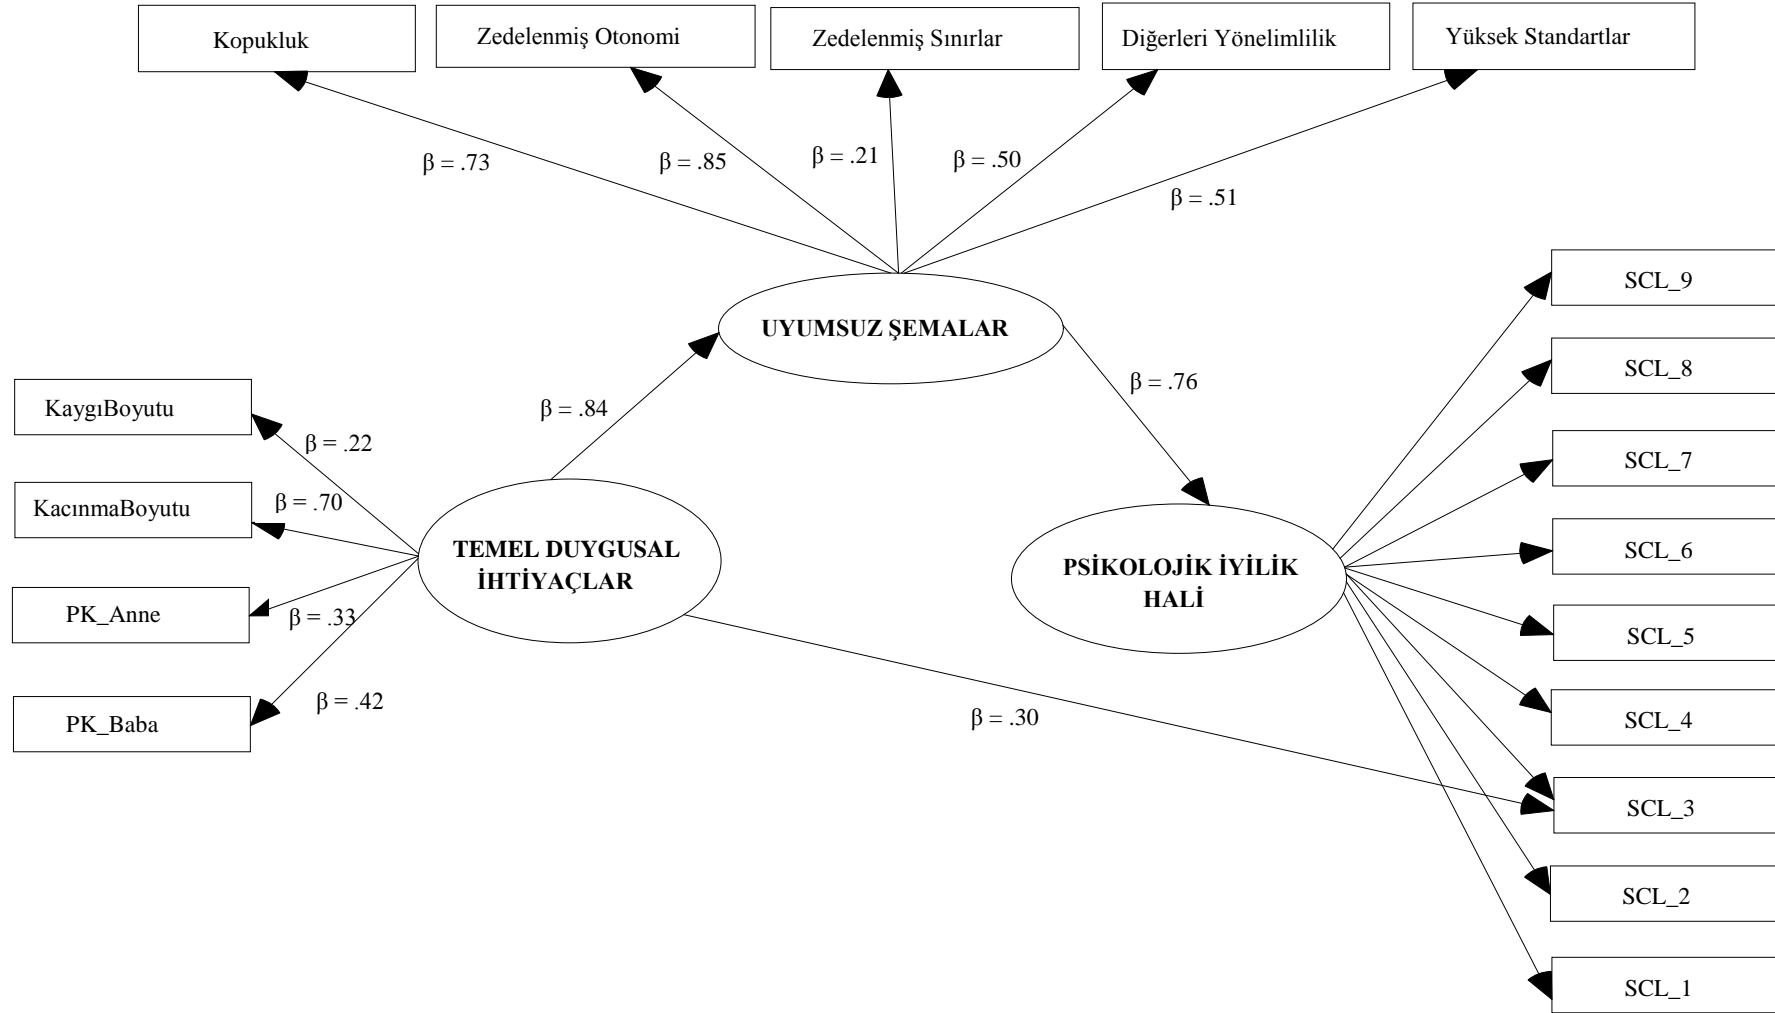 Kopukluk
Zedelenmiş Otonomi
Zedelenmiş Sınırlar
Diğerleri Yönelimlilik
Yüksek Standartlar
β = .73
β = .85
β = .21
β = .50
β = .51
UYUMSUZ ŞEMALAR
β = .84
β = .76
KaygıBoyutu
KacınmaBoyutu
PK_Anne
PK_Baba
β = .22
β = .70
β = .33
β = .42
TEMEL DUYGUSAL
İHTİYAÇLAR
β = .30
PSİKOLOJİK İYİLİK
HALİ
SCL_9
SCL_8
SCL_7
SCL_6
SCL_5
SCL_4
SCL_3
SCL_2
SCL_1